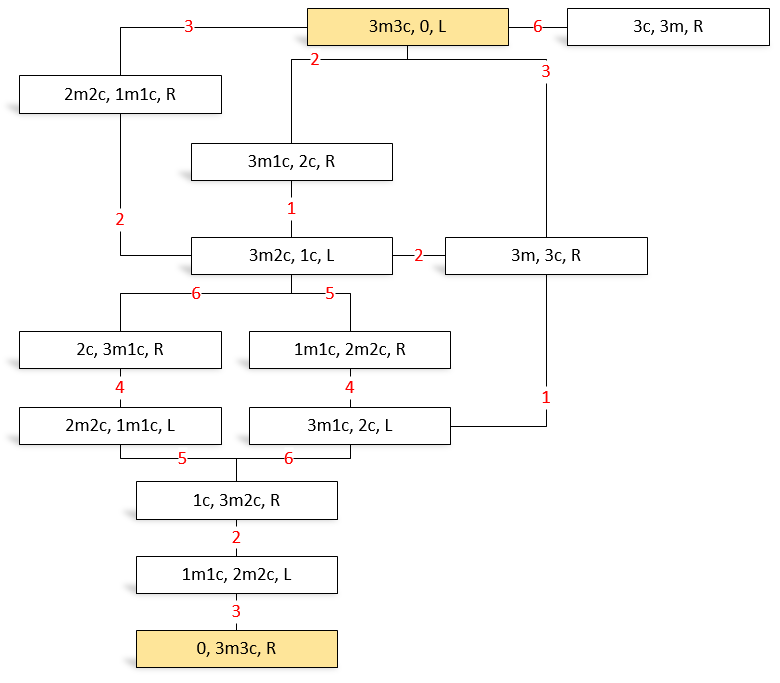 3
3m3c, 0, L
6
3c, 3m, R
2
3
2m2c, 1m1c, R
3m1c, 2c, R
1
2
3m2c, 1c, L
2
3m, 3c, R
6
5
2c, 3m1c, R
1m1c, 2m2c, R
4
4
1
2m2c, 1m1c, L
3m1c, 2c, L
5
6
1c, 3m2c, R
2
1m1c, 2m2c, L
3
0, 3m3c, R